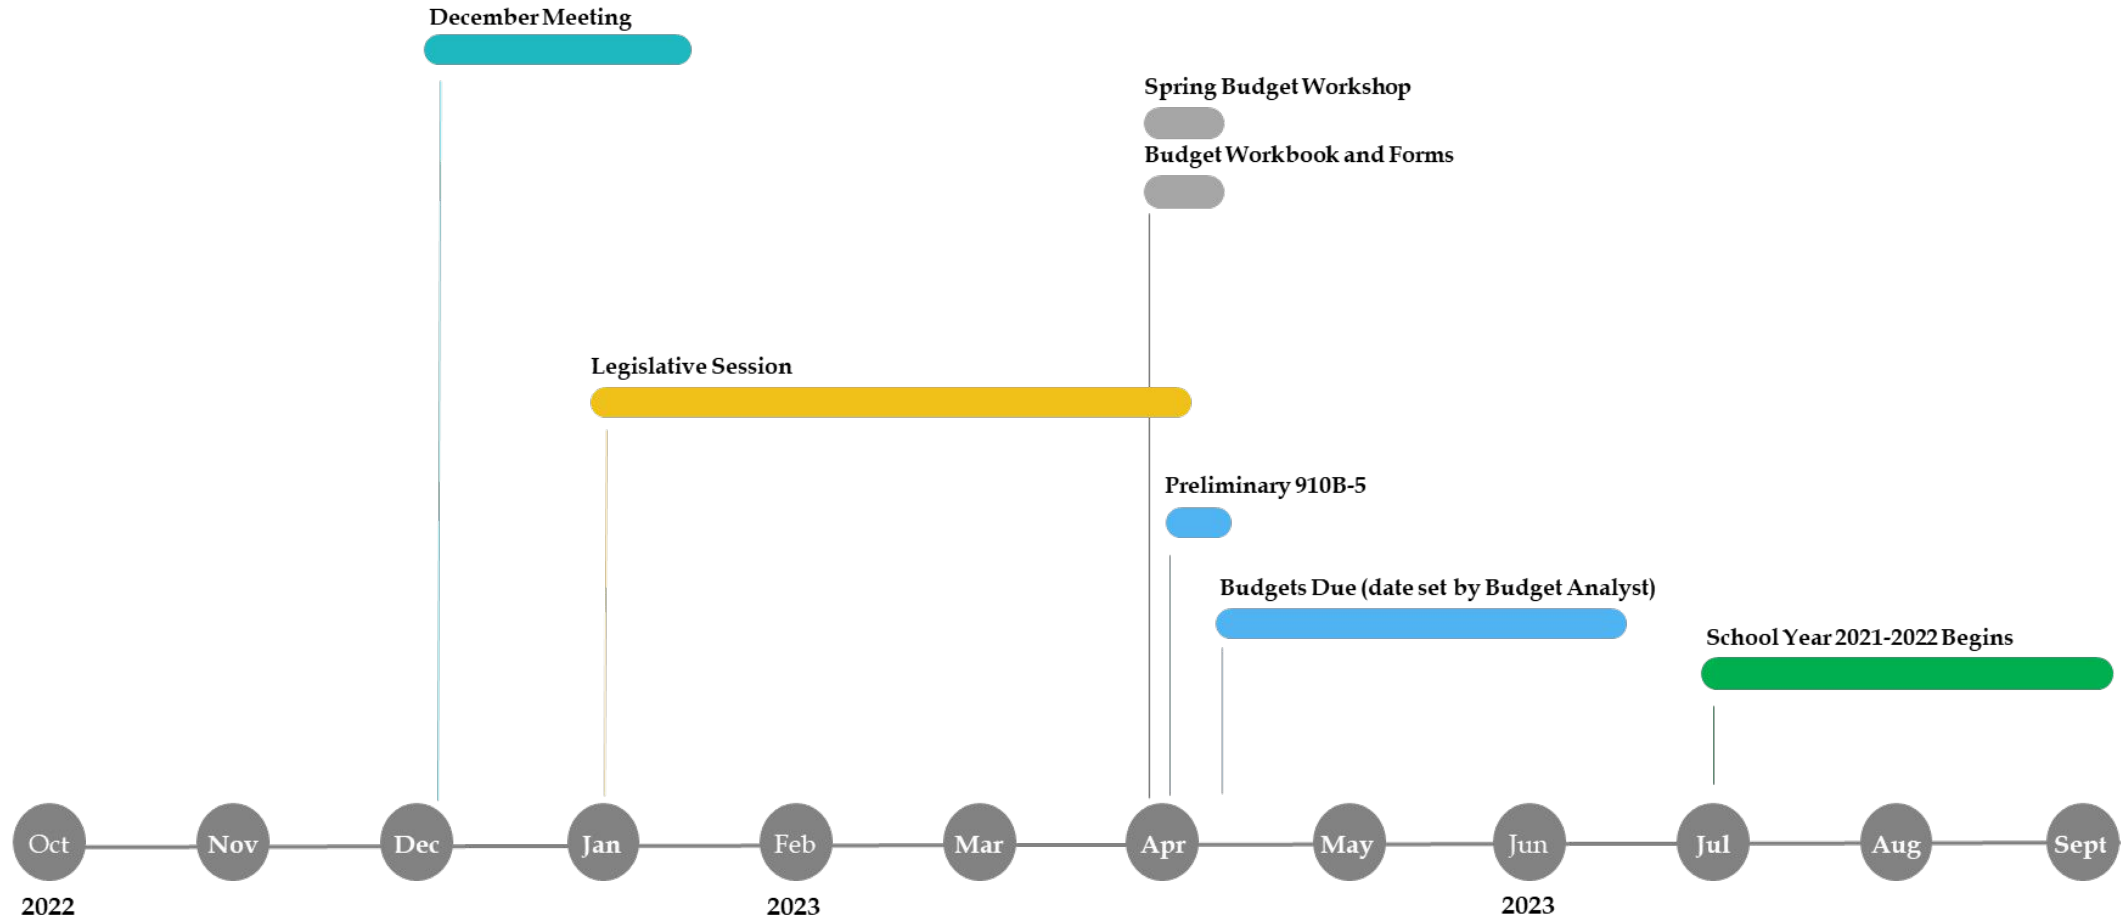 December Meeting
Spring Budget Workshop
Budget Workbook and Forms
Legislative Session
Preliminary 910B-5
Budgets Due (date set by Budget Analyst)
School Year 2021-2022 Begins
Oct Nov Dec Jan Feb Mar Apr May Jun Jul Aug Sept
2022 2023 2023